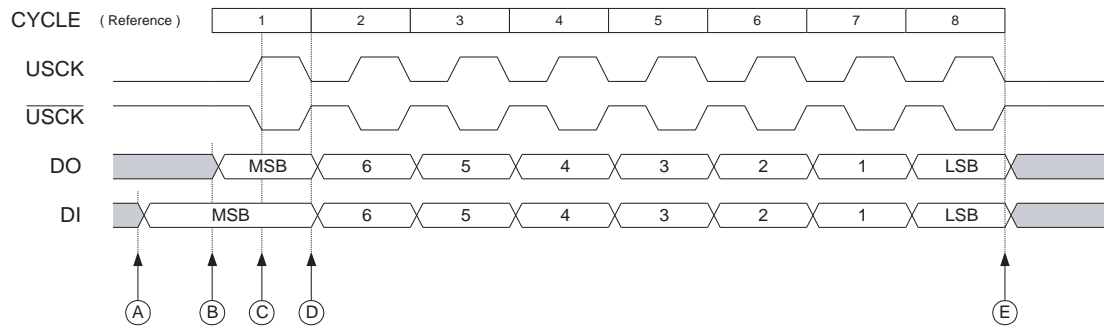 CYCLE ( Reference ) 1 2 3 4 5 6 7 8
USCK
USCK
DO MSB 6 5 4 3 2 1 LSB
DI MSB 6 5 4 3 2 1 LSB
A B C D E